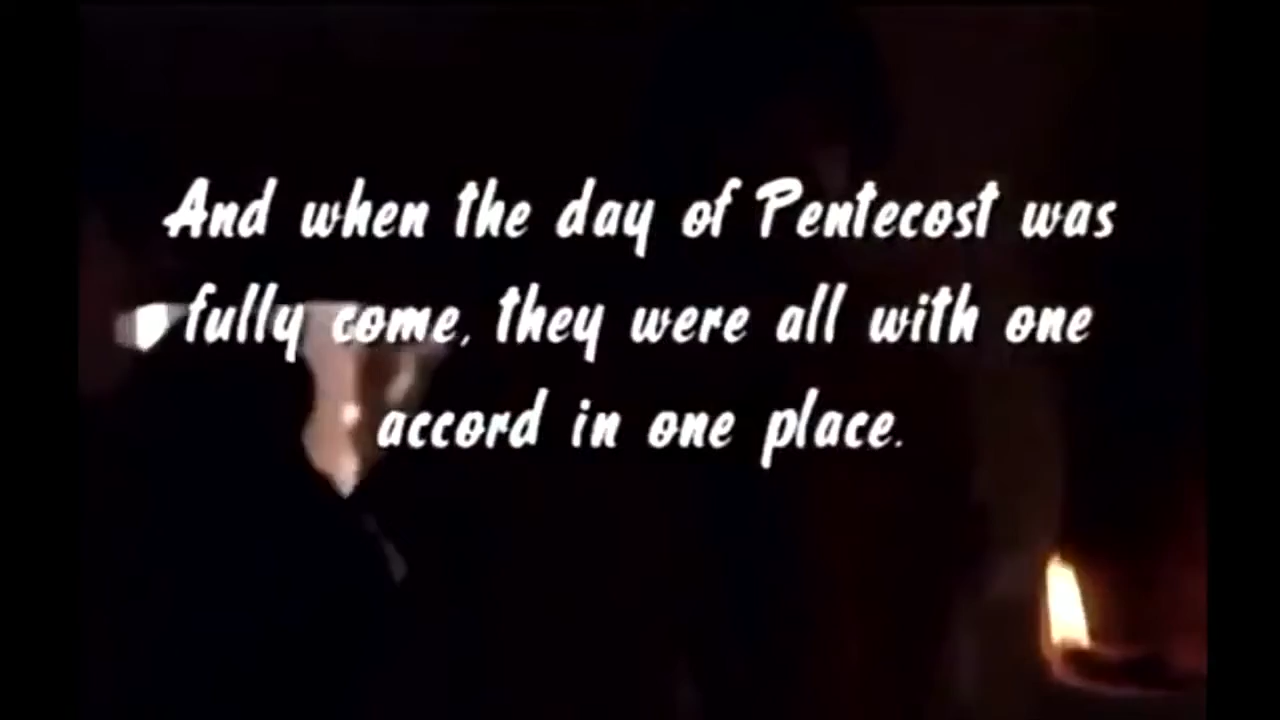 And when the day of Pentecost was
fully come, they were all with one
accord in one place.